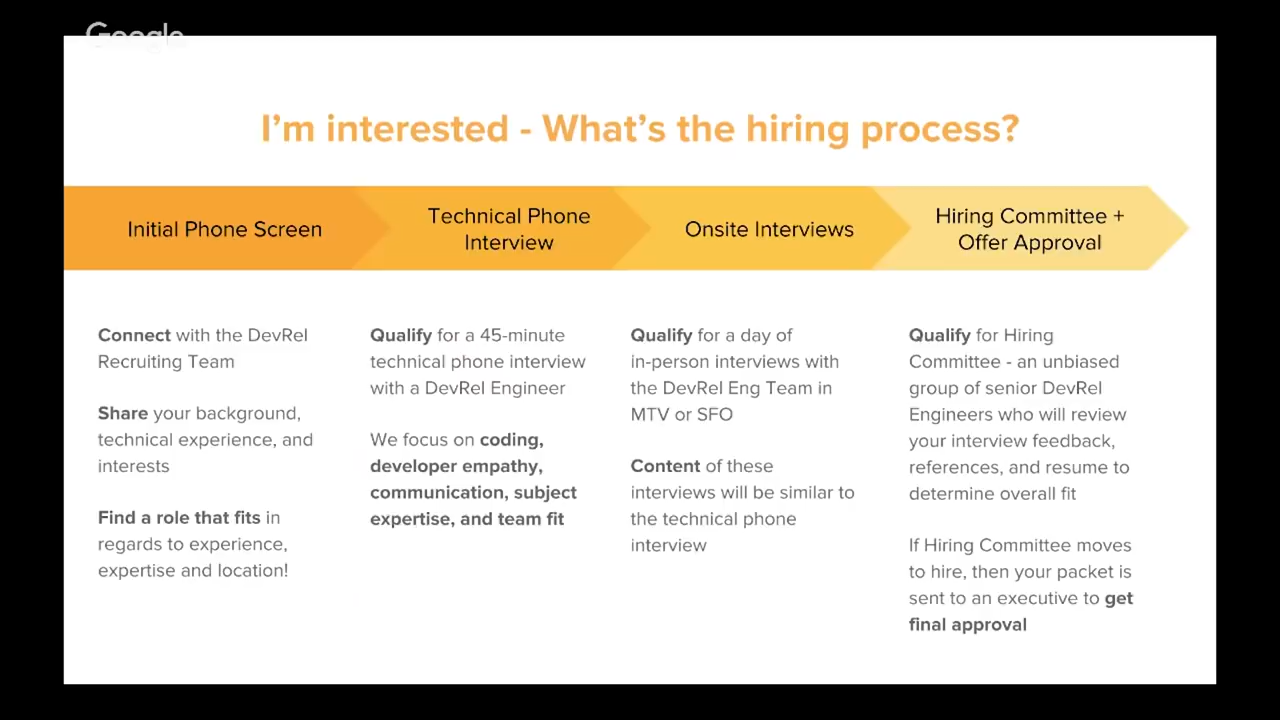 Google
I'm interested - What's the hiring process?
Initial Phone Screen
Technical Phone
Interview
Onsite Interviews
Hiring Committee +
Offer Approval
Connect with the DevRel
Recruiting Team
Share your background,
technical experience, and
interests
Find a role that fits in
regards to experience,
expertise and location!
Qualify for a 45-minute
technical phone interview
with a DevRel Engineer
We focus on coding,
developer empathy,
communication, subject
expertise, and team fit
Qualify for a day of
in-person interviews with
the DevRel Eng Team in
MTV or SFO
Content of these
interviews will be similar to
the technical phone
interview
Qualify for Hiring
Committee - an unbiased
group of senior DevRel
Engineers who will review
your interview feedback,
references, and resume to
determine overall fit
If Hiring Committee moves
to hire, then your packet is
sent to an executive to get
final approval